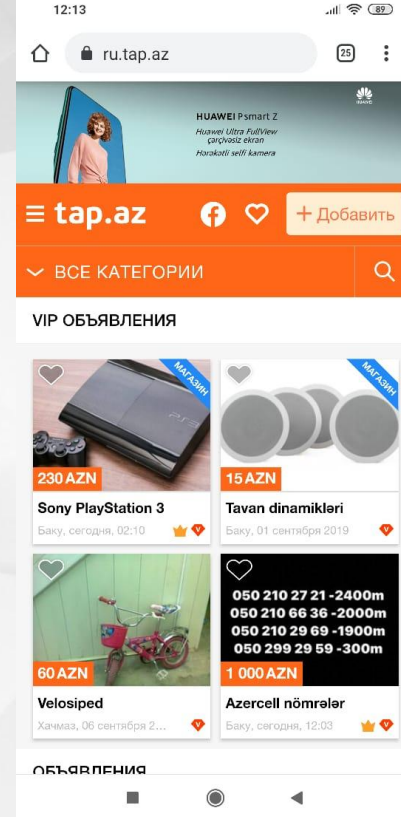 12:13
89
ru.tap.az
25
HUAWEI
HUAWEI P smart Z
Huawei Ultra FullView
çərçivəsiz ekran
Hərəkətli selfi kamera
tap.az
+ Добавить
ВСЕ КАТЕГОРИИ
VIP ОБЪЯВЛЕНИЯ
МАГАЗИН
230 AZN
Sony PlayStation 3
Баку, сегодня, 02:10
МАГАЗИН
15 AZN
Tavan dinamikləri
Баку, 01 сентября 2019
60 AZN
Velosiped
Хачмаз, 06 сентября 2...
050 210 27 21 -2400m
050 210 66 36 -2000m
050 210 29 69 -1900m
050 299 29 59 -300m
1 000 AZN
Azercell nömrələr
Баку, сегодня, 12:03
ОБЪЯВЛЕНИЯ